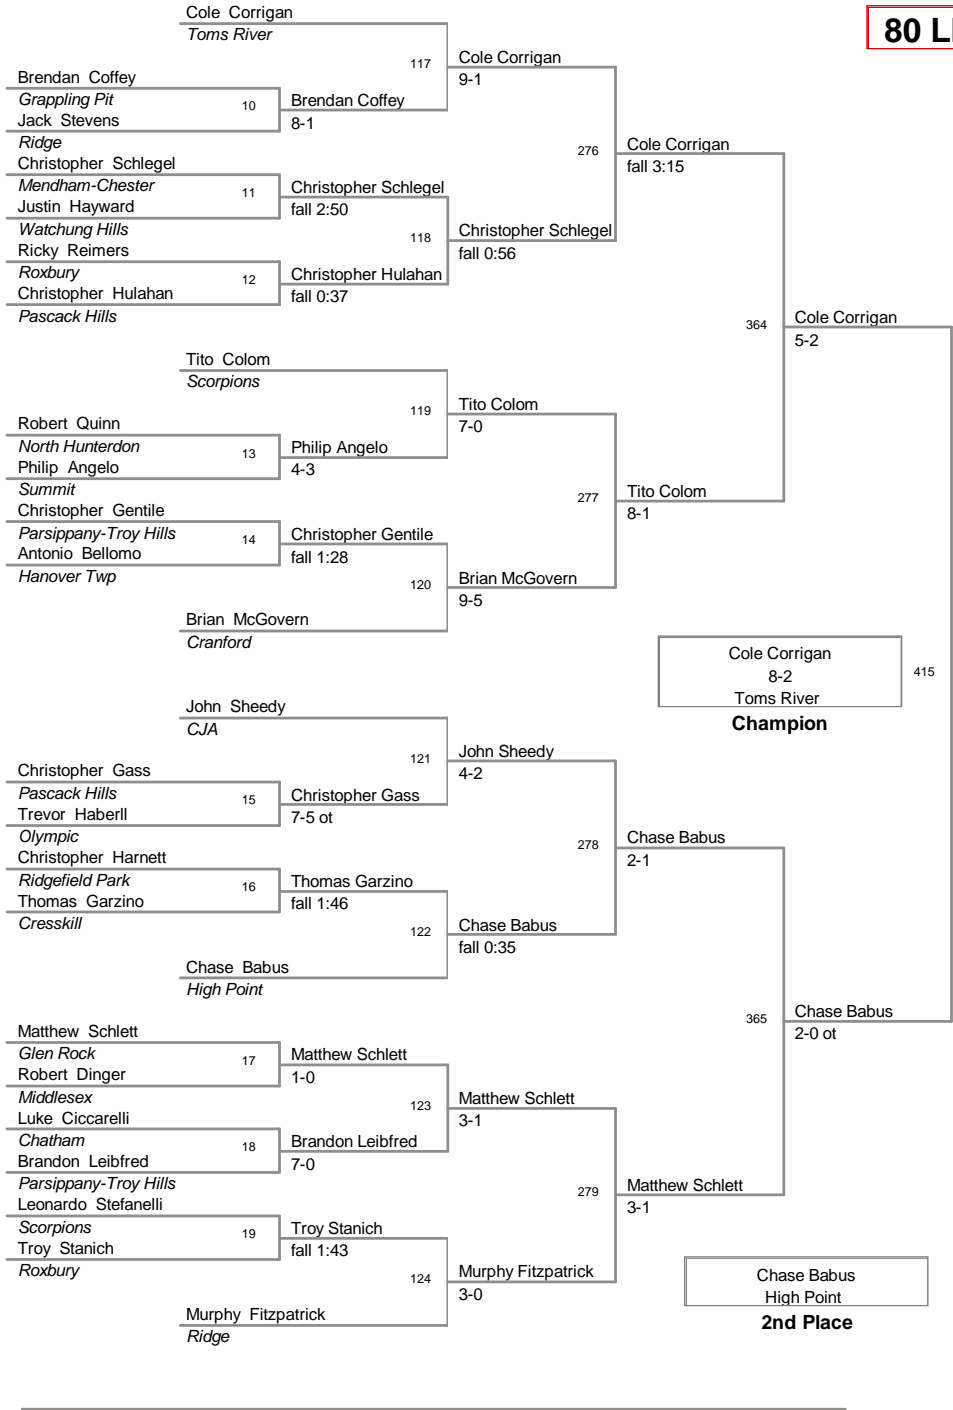 Cole Corrigan
Toms River
80 L
117
Cole Corrigan
9-1
Brendan Coffey
Grappling Pit
10
Brendan Coffey
Jack Stevens
8-1
Ridge
276
Cole Corrigan
fall 3:15
Christopher Schlegel
Mendham-Chester
11
Christopher Schlegel
Justin Hayward
fall 2:50
Watchung Hills
118
Christopher Schlegel
fall 0:56
Ricky Reimers
Roxbury
12
Christopher Hulahan
Christopher Hulahan
fall 0:37
Pascack Hills
364
Cole Corrigan
5-2
Tito Colom
Scorpions
119
Tito Colom
7-0
Robert Quinn
North Hunterdon
13
Philip Angelo
Philip Angelo
4-3
Summit
277
Tito Colom
8-1
Christopher Gentile
Parsippany-Troy Hills
14
Christopher Gentile
Antonio Bellomo
fall 1:28
Hanover Twp
120
Brian McGovern
9-5
Brian McGovern
Cranford
Cole Corrigan
8-2
Toms River
415
Champion
John Sheedy
CJA
121
John Sheedy
4-2
Christopher Gass
Pascack Hills
15
Christopher Gass
Trevor Haberll
7-5 ot
Olympic
278
Chase Babus
2-1
Christopher Harnett
Ridgefield Park
16
Thomas Garzino
Thomas Garzino
fall 1:46
Cresskill
122
Chase Babus
fall 0:35
Chase Babus
High Point
365
Chase Babus
2-0 ot
Matthew Schlett
Glen Rock
17
Matthew Schlett
Robert Dinger
1-0
Middlesex
123
Matthew Schlett
3-1
Luke Ciccarelli
Chatham
18
Brandon Leibfred
Brandon Leibfred
7-0
Parsippany-Troy Hills
279
Matthew Schlett
3-1
Leonardo Stefanelli
Scorpions
19
Troy Stanich
Troy Stanich
fall 1:43
Roxbury
124
Murphy Fitzpatrick
3-0
Murphy Fitzpatrick
Ridge
Chase Babus
High Point
2nd Place